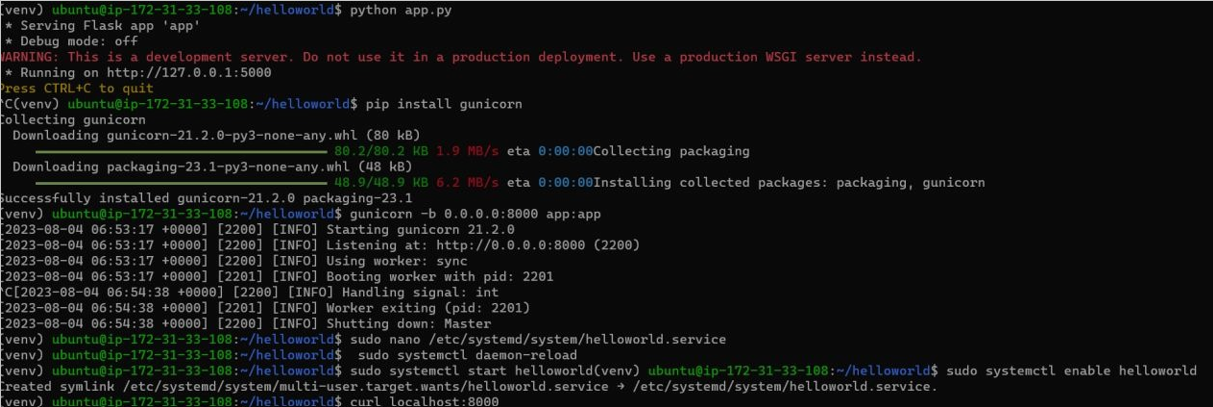 (venv) ubuntu@ip-172-31-33-108:~/helloworld$ python app.py
 * Serving Flask app 'app'
 * Debug mode: off
WARNING: This is a development server. Do not use it in a production deployment. Use a production WSGI server instead.
 * Running on http://127.0.0.1:5000
Press CTRL+C to quit
^C(venv) ubuntu@ip-172-31-33-108:~/helloworld$ pip install gunicorn
Collecting gunicorn
  Downloading gunicorn-21.2.0-py3-none-any.whl (80 kB)
     80.2/80.2 KB 1.9 MB/s eta 0:00:00Collecting packaging
  Downloading packaging-23.1-py3-none-any.whl (48 kB)
     48.9/48.9 KB 6.2 MB/s eta 0:00:00Installing collected packages: packaging, gunicorn
Successfully installed gunicorn-21.2.0 packaging-23.1
(venv) ubuntu@ip-172-31-33-108:~/helloworld$ gunicorn -b 0.0.0.0:8000 app:app
[2023-08-04 06:53:17 +0000] [2200] [INFO] Starting gunicorn 21.2.0
[2023-08-04 06:53:17 +0000] [2200] [INFO] Listening at: http://0.0.0.0:8000 (2200)
[2023-08-04 06:53:17 +0000] [2200] [INFO] Using worker: sync
[2023-08-04 06:53:17 +0000] [2201] [INFO] Booting worker with pid: 2201
^C[2023-08-04 06:54:38 +0000] [2200] [INFO] Handling signal: int
[2023-08-04 06:54:38 +0000] [2201] [INFO] Worker exiting (pid: 2201)
[2023-08-04 06:54:38 +0000] [2200] [INFO] Shutting down: Master
(venv) ubuntu@ip-172-31-33-108:~/helloworld$ sudo nano /etc/systemd/system/helloworld.service
(venv) ubuntu@ip-172-31-33-108:~/helloworld$  sudo systemctl daemon-reload
(venv) ubuntu@ip-172-31-33-108:~/helloworld$ sudo systemctl start helloworld(venv) ubuntu@ip-172-31-33-108:~/helloworld$ sudo systemctl enable helloworld
Created symlink /etc/systemd/system/multi-user.target.wants/helloworld.service → /etc/systemd/system/helloworld.service.
(venv) ubuntu@ip-172-31-33-108:~/helloworld$ curl localhost:8000